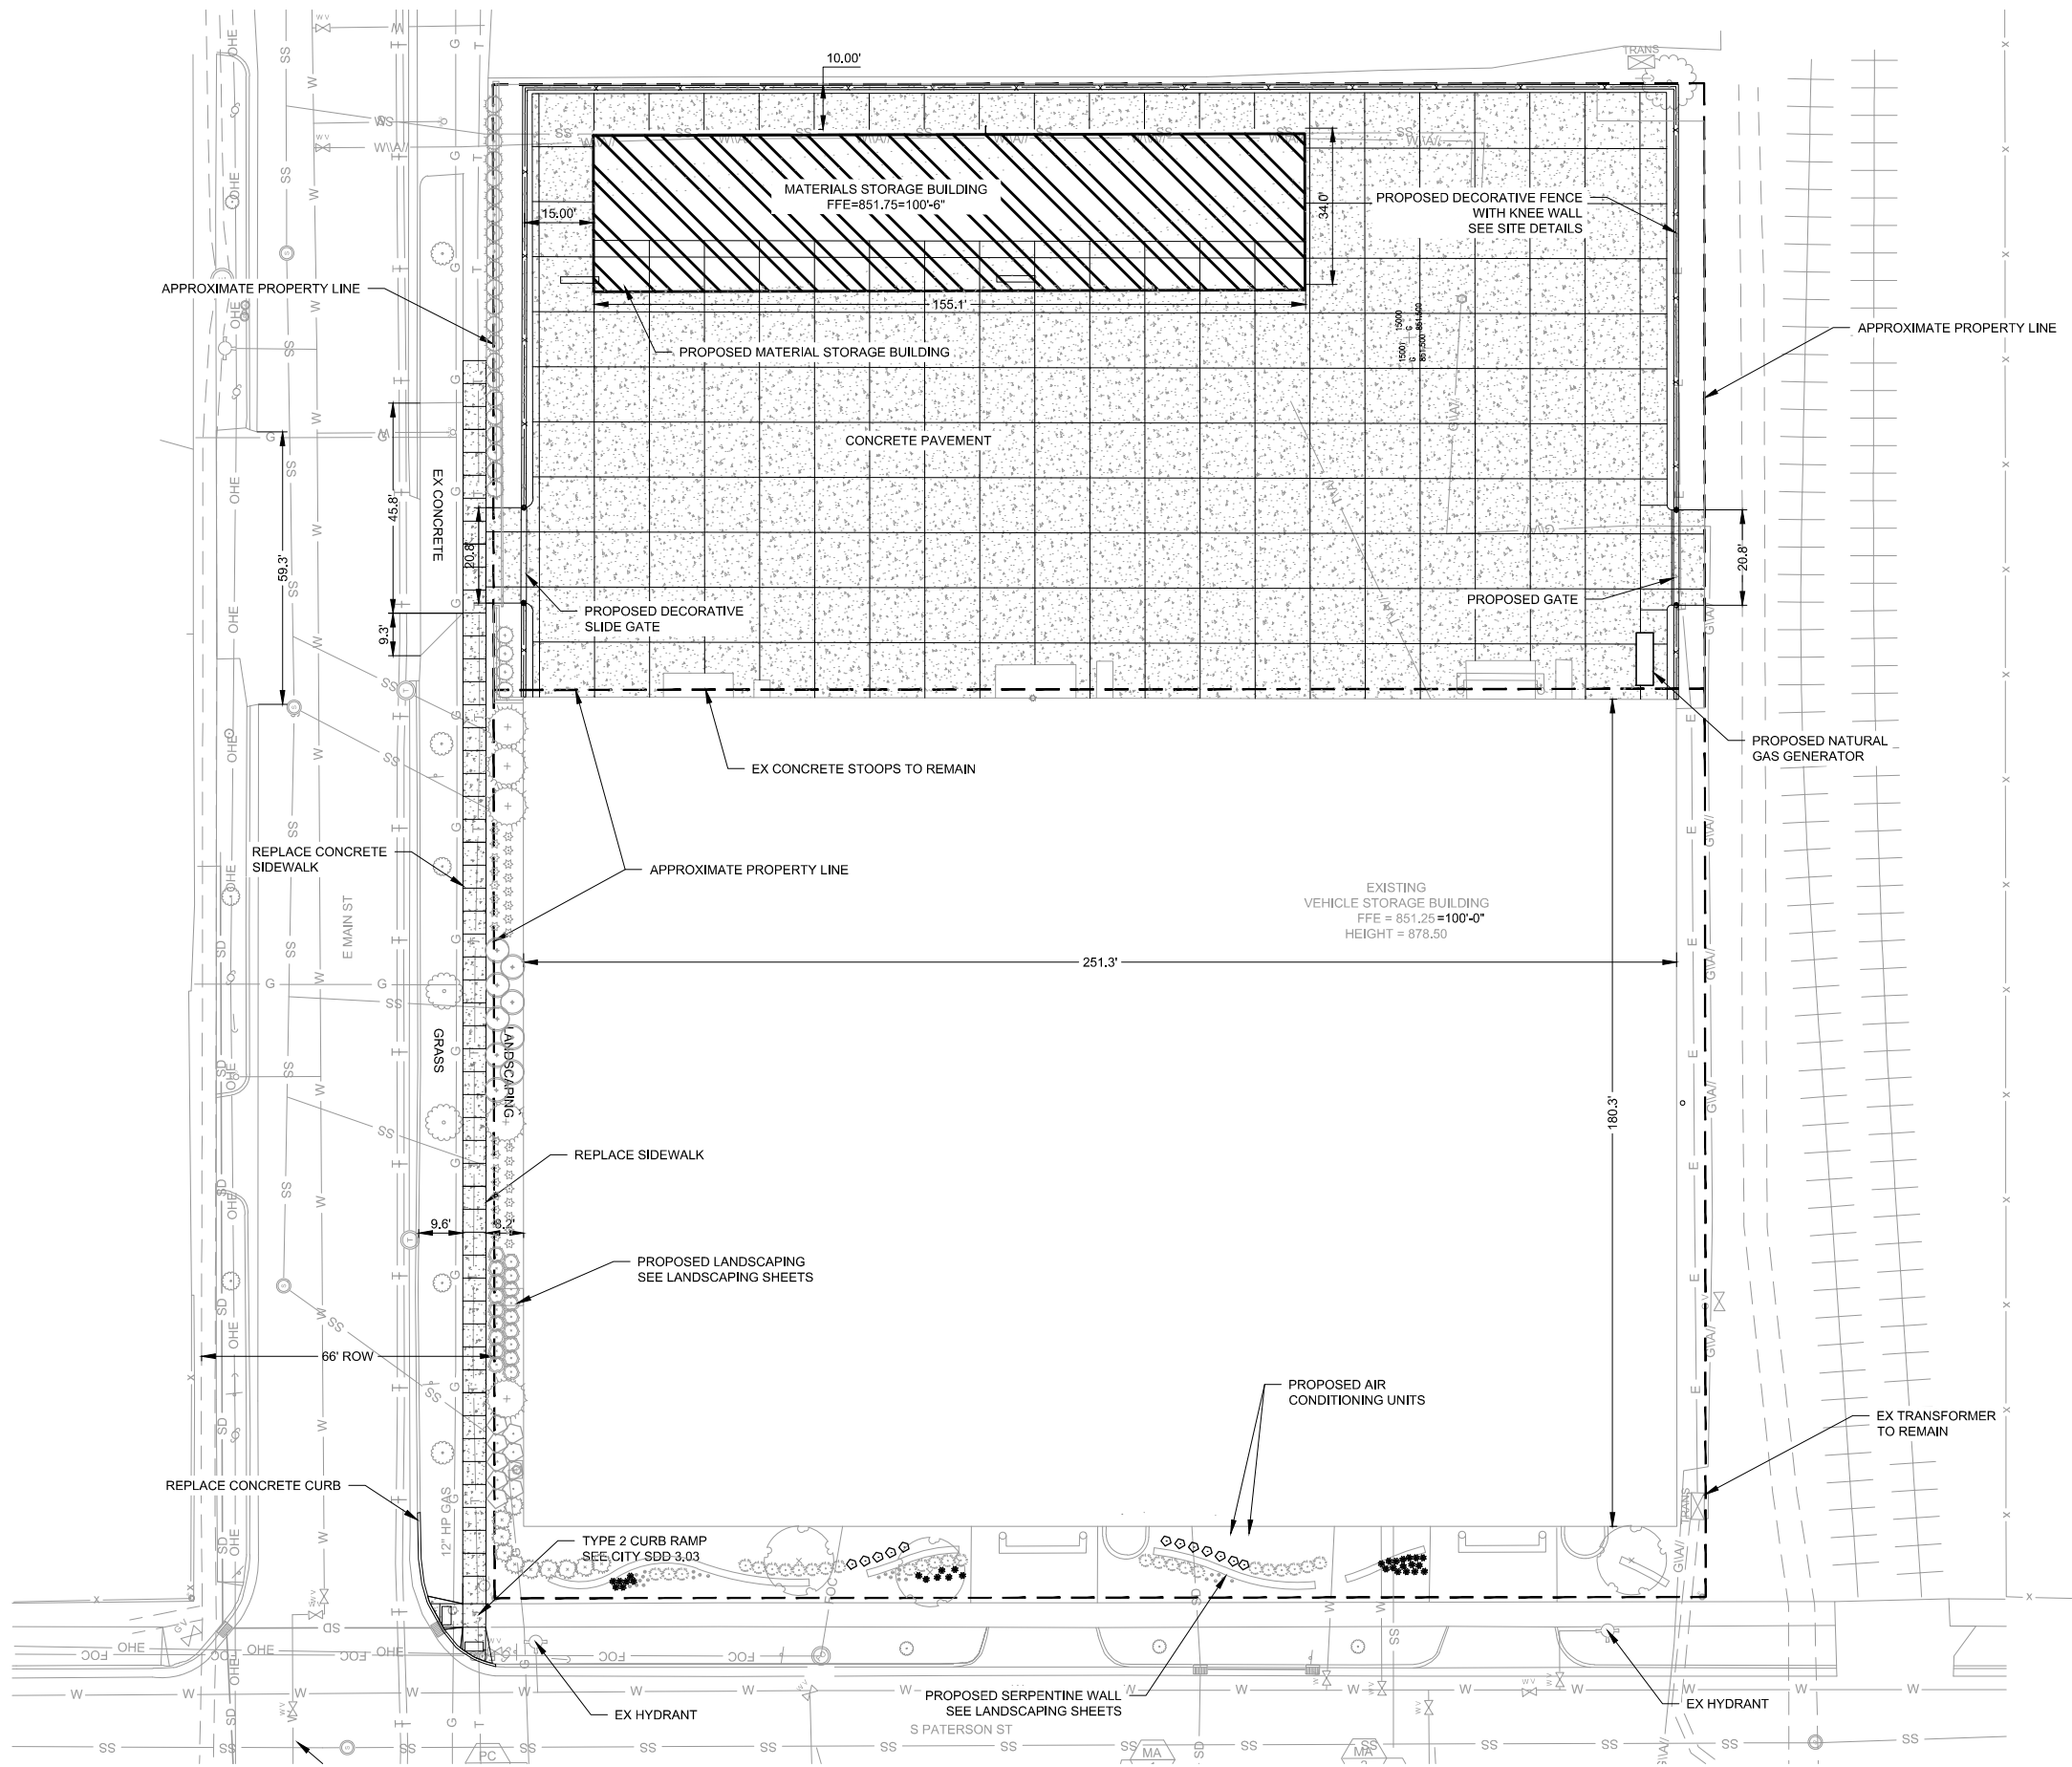 10.00'
TRANS
MATERIALS STORAGE BUILDING
FFE=851.75=100'-6"
15.00'
34.0'
PROPOSED DECORATIVE FENCE
WITH KNEE WALL
SEE SITE DETAILS
155.1'
APPROXIMATE PROPERTY LINE
APPROXIMATE PROPERTY LINE
PROPOSED MATERIAL STORAGE BUILDING
CONCRETE PAVEMENT
EX CONCRETE
45.8'
59.3'
20.8'
9.3'
20.8'
PROPOSED DECORATIVE
SLIDE GATE
PROPOSED GATE
PROPOSED NATURAL
GAS GENERATOR
EX CONCRETE STOOPS TO REMAIN
REPLACE CONCRETE
SIDEWALK
APPROXIMATE PROPERTY LINE
E MAIN ST
EXISTING
VEHICLE STORAGE BUILDING
FFE = 851.25=100'-0"
HEIGHT = 878.50
251.3'
GRASS
LANDSCAPING
180.3'
REPLACE SIDEWALK
9.6'
8.2'
PROPOSED LANDSCAPING
SEE LANDSCAPING SHEETS
66' ROW
PROPOSED AIR
CONDITIONING UNITS
EX TRANSFORMER
TO REMAIN
REPLACE CONCRETE CURB
12" HP GAS
TRANS
TYPE 2 CURB RAMP
SEE CITY SDD 3.03
PROPOSED SERPENTINE WALL
SEE LANDSCAPING SHEETS
EX HYDRANT
EX HYDRANT
S PATERSON ST
PC
MA
MA